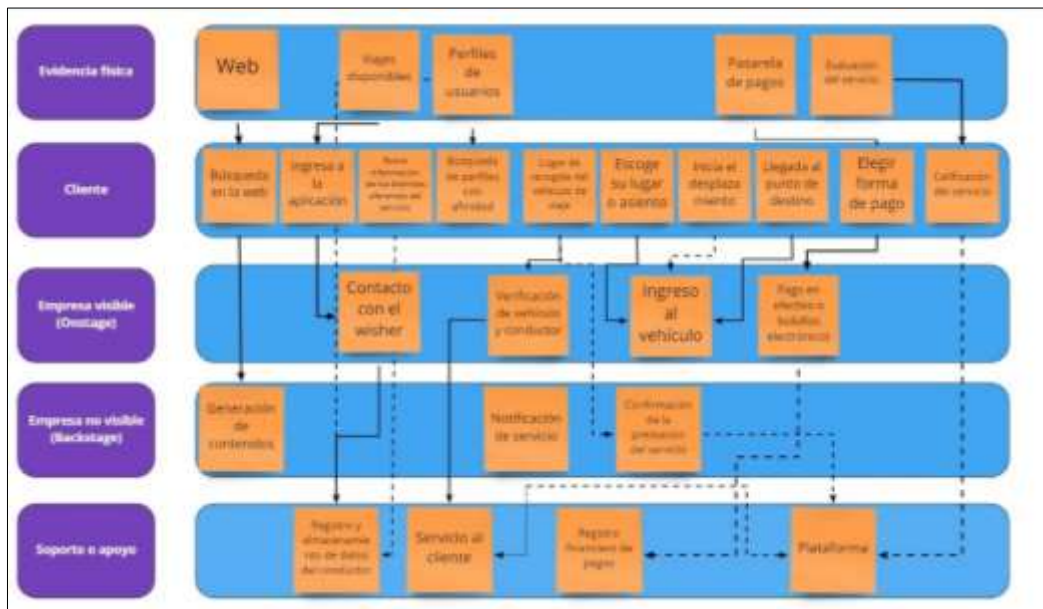 Evidencia física
Web
Viajes
disponibles
Perfiles
de
usuarios
Pasarela
de pagos
Evaluación
del servicio
Cliente
Búsqueda
en la web
Ingreso a
la
aplicación
Búsqueda
de perfiles
con
afinidad
Lugar de
recogida del
vehículo de
viaje
Escoge
su lugar
o asiento
Inicia el
desplaza
miento
Llegada al
punto de
destino
Elegir
forma
de pago
Calificación
del servicio
Empresa visible
(Onstage)
Contacto
con el
wisher
Verificación
de vehículo
y conductor
Ingreso
al
vehículo
Pago en
efectivo o
bolsillos
electrónicos
Empresa no visible
(Backstage)
Generación
de
contenidos
Notificación
de servicio
Confirmación
de la
prestación
del servicio
Soporte o apoyo
Registro y
almacenamie
nto de datos
del conductor
Servicio al
cliente
Registro
financiero de
pagos
Plataforma